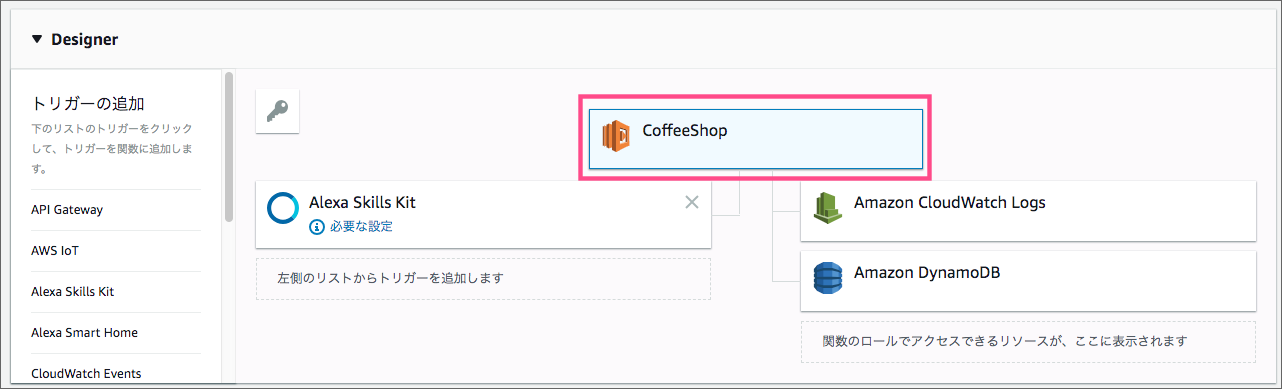 Designer
トリガーの追加
下のリストのトリガーをクリック
して、トリガーを関数に追加しま
す。
API Gateway
AWS IoT
Alexa Skills Kit
Alexa Smart Home
CloudWatch Events
CoffeeShop
Alexa Skills Kit
必要な設定
左側のリストからトリガーを追加します
Amazon CloudWatch Logs
Amazon DynamoDB
関数のロールでアクセスできるリソースが、ここに表示されます